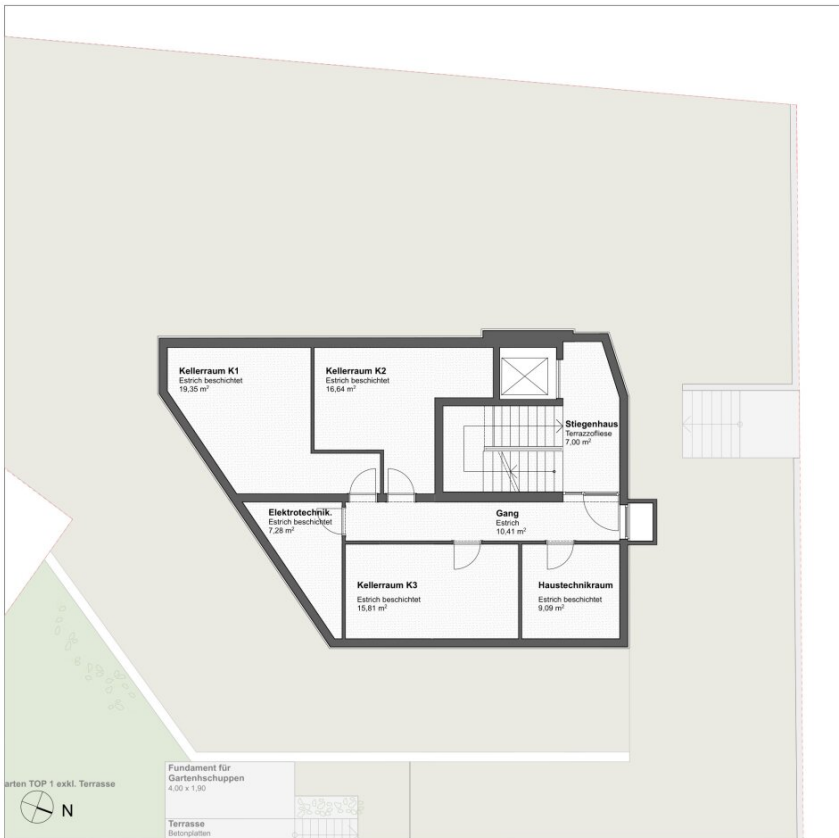 Kellerraum K1
Estrich beschichtet
19,35 m²
Kellerraum K2
Estrich beschichtet
16,64 m²
Stiegenhaus
Terrazzofliese
7,00 m²
Elektrotechnik.
Estrich beschichtet
7,28 m²
Gang
Estrich
10,41 m²
Kellerraum K3
Estrich beschichtet
15,81 m²
Haustechnikraum
Estrich beschichtet
9,09 m²
Fundament für
Gartenhschuppen
4.00 x 1,90
arten TOP 1 exkl. Terrasse
N
Terrasse
Betonplatten